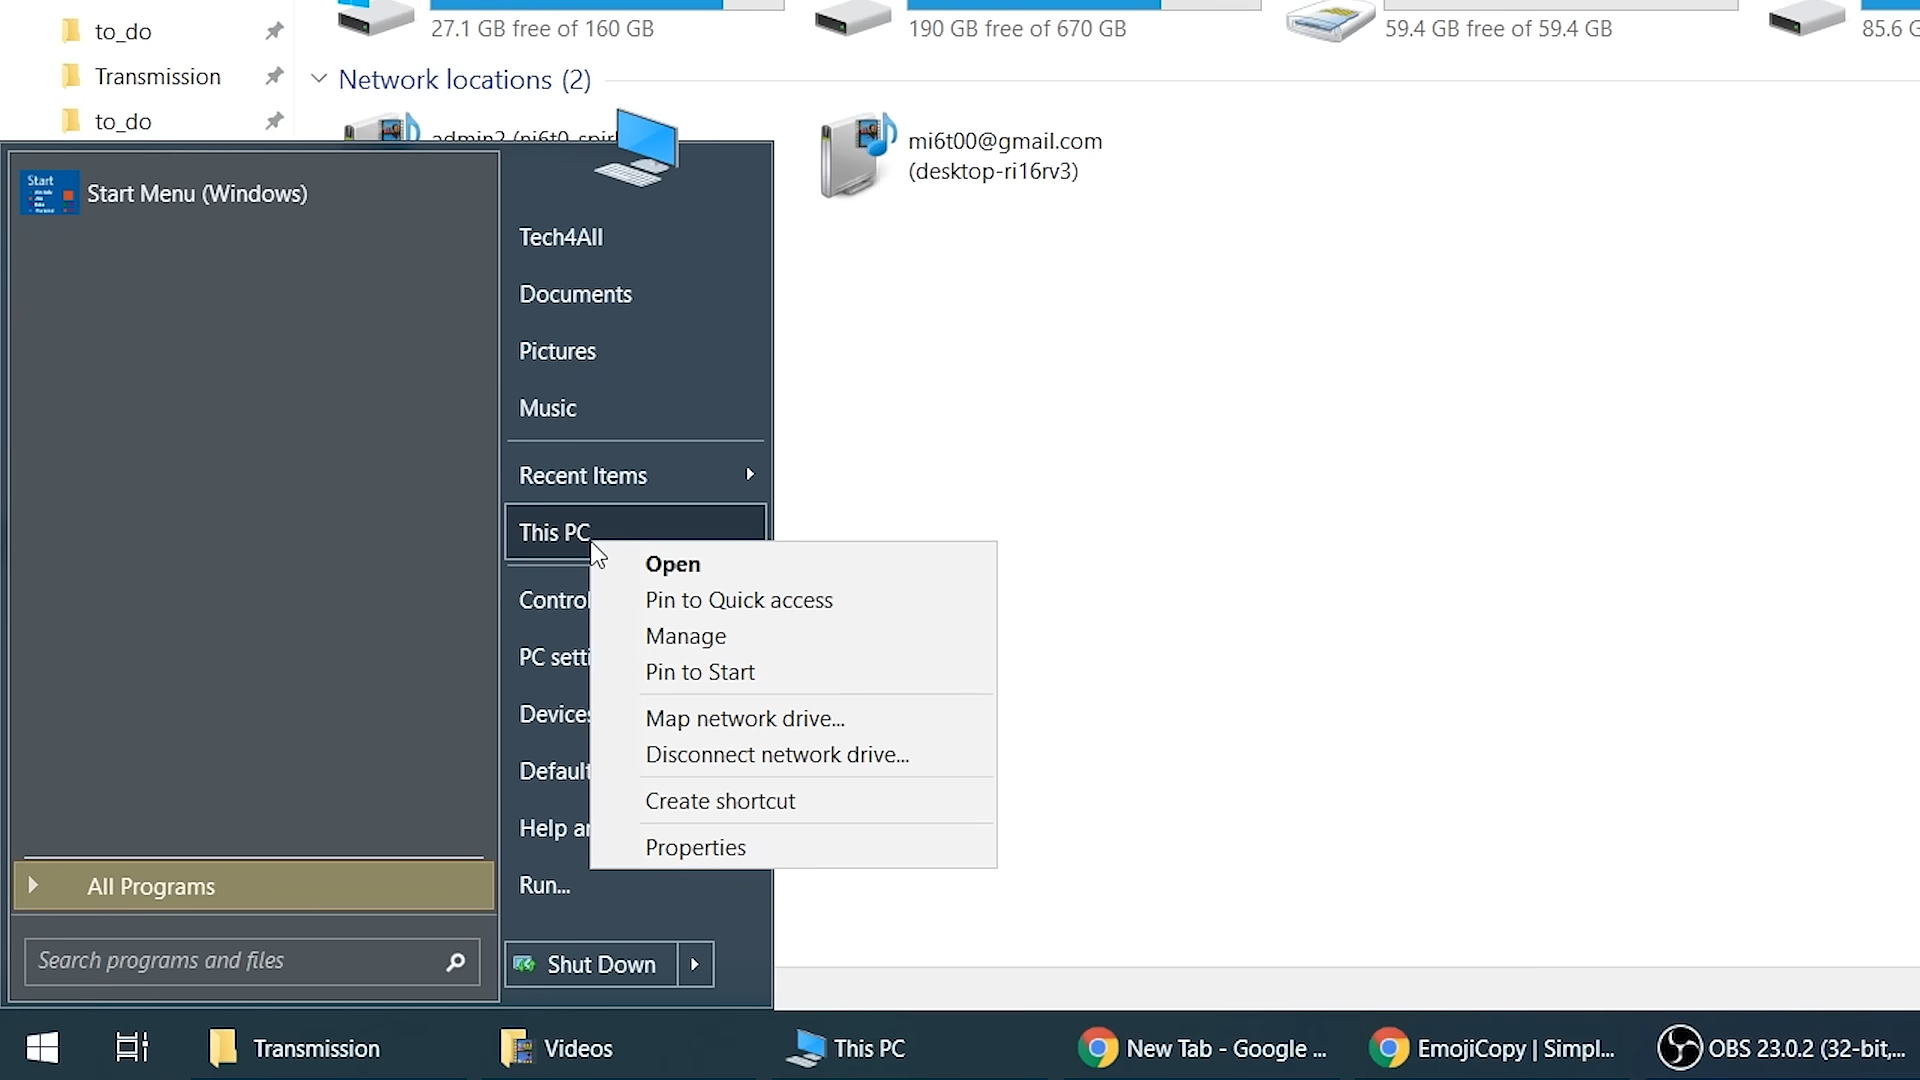 to_do
Transmission
to_do
27.1 GB free of 160 GB
190 GB free of 670 GB
59.4 GB free of 59.4 GB
85.6 G
Network locations (2)
admin2 (ni6t0_spirl
mi6t00@gmail.com
(desktop-ri16rv3)
Start
Start Menu (Windows)
All Programs
Search programs and files
Tech4All
Documents
Pictures
Music
Recent Items
This PC
Control
PC setti
Devices
Default
Help an
Run...
Shut Down
Open
Pin to Quick access
Manage
Pin to Start
Map network drive...
Disconnect network drive...
Create shortcut
Properties
Transmission
Videos
This PC
New Tab - Google ...
EmojiCopy | Simpl...
OBS 23.0.2 (32-bit,...